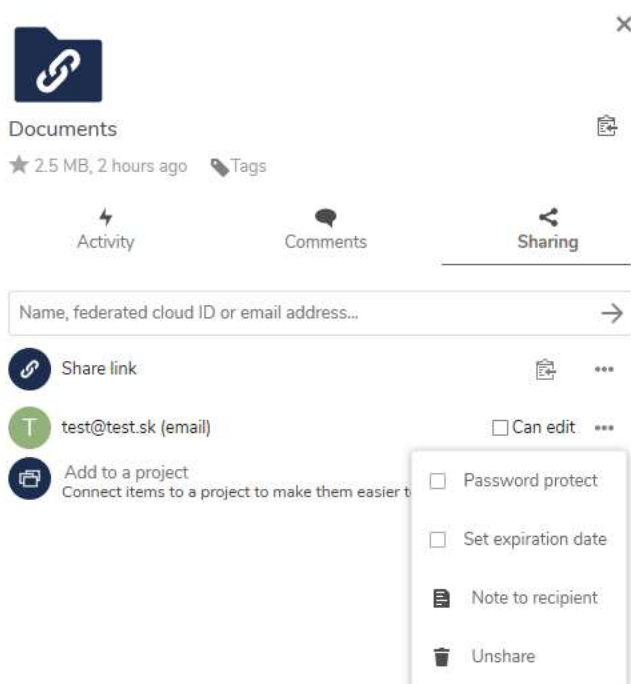 Documents
2.5 MB, 2 hours ago Tags
Activity Comments Sharing
Name, federated cloud ID or email address...
Share link
T test@test.sk (email) Can edit
Add to a project
Connect items to a project to make them easier t
Password protect
Set expiration date
Note to recipient
Unshare